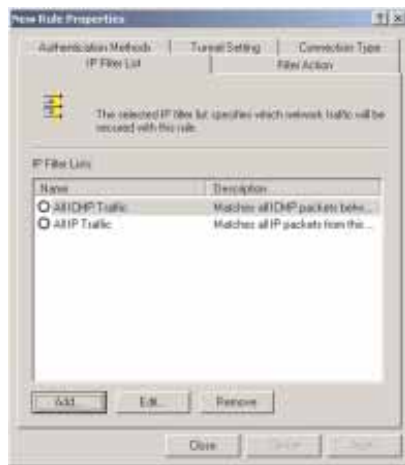 New Rule Properties ? x
Authentication Methods Tunnel Setting Connection Type
IP Filter List Filter Action
The selected IP filter list specifies which network traffic will be
secured with this rule.
IP Filter Lists:
Name Description
All ICMP Traffic Matches all ICMP packets betw...
All IP Traffic Matches all IP packets from this ...
Add... Edit... Remove
Close Cancel Apply